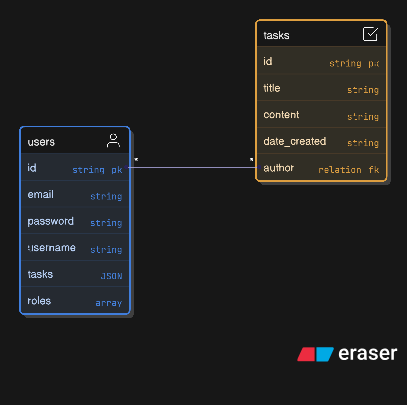 tasks
id string pk
title string
content string
date_created string
author relation fk
users
id string pk
email string
password string
username string
tasks JSON
roles array
* *
eraser